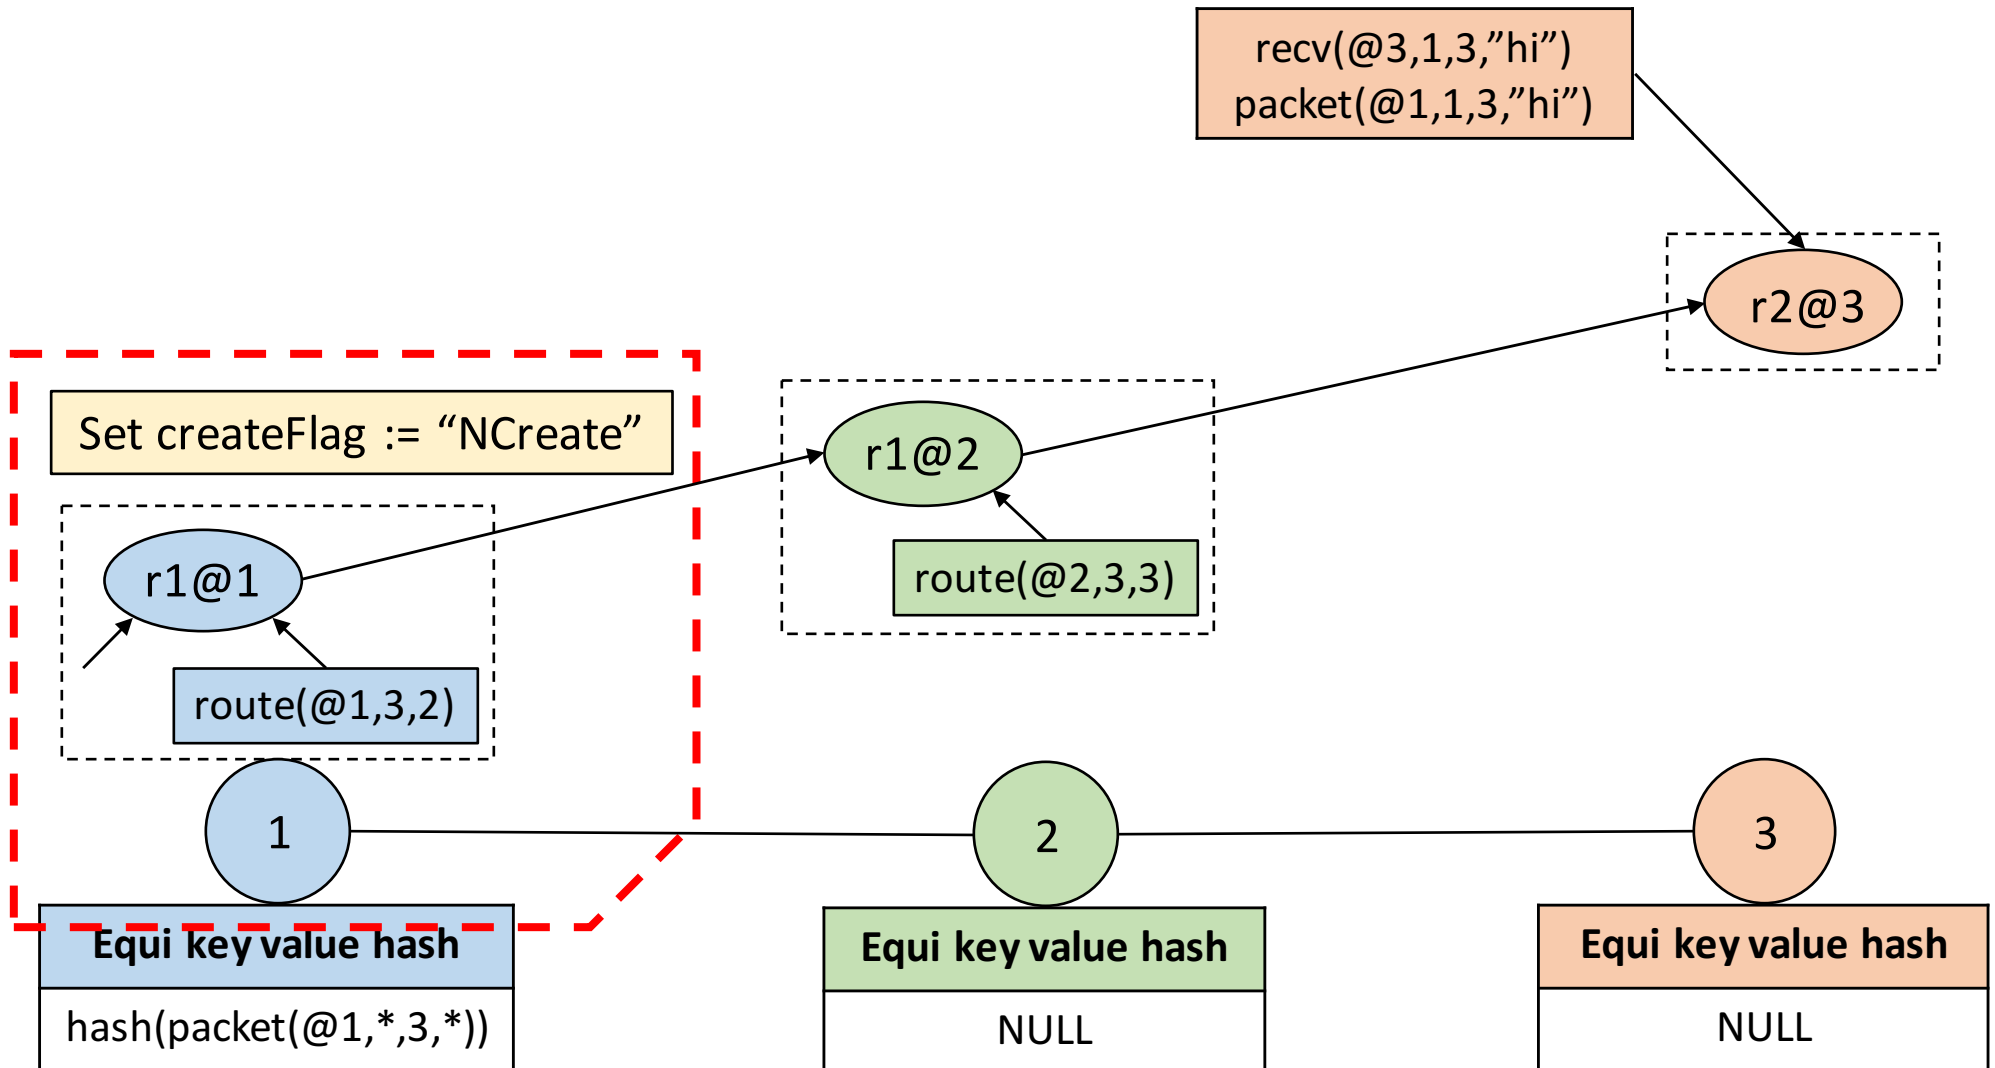 recv(@3,1,3,”hi”)
packet(@1,1,3,”hi”)
r2@3
Set createFlag := “NCreate”
r1@2
r1@1
route(@2,3,3)
route(@1,3,2)
1
2
3
Equi key value hash
Equi key value hash
Equi key value hash
hash(packet(@1,*,3,*))
NULL
NULL